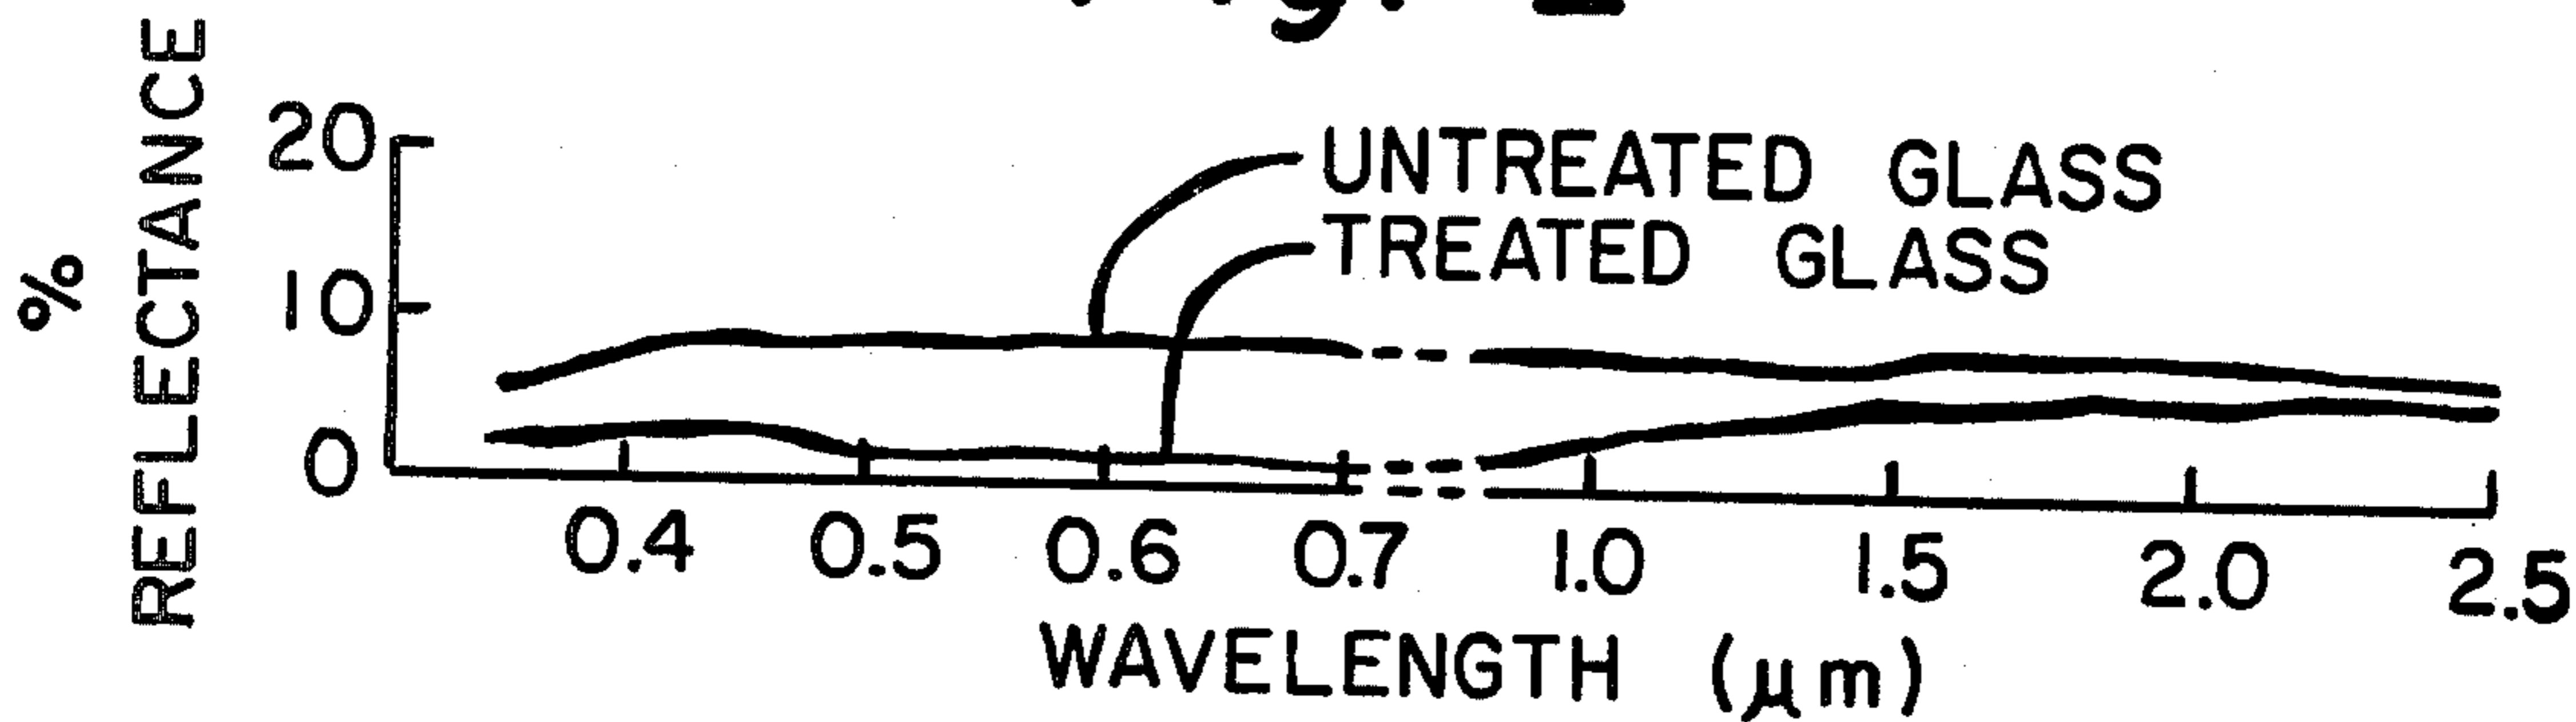 %
REFLECTANCE
20
10
0
UNTREATED GLASS
TREATED GLASS
0.4 0.5 0.6 0.7 1.0 1.5 2.0 2.5
WAVELENGTH (μm)